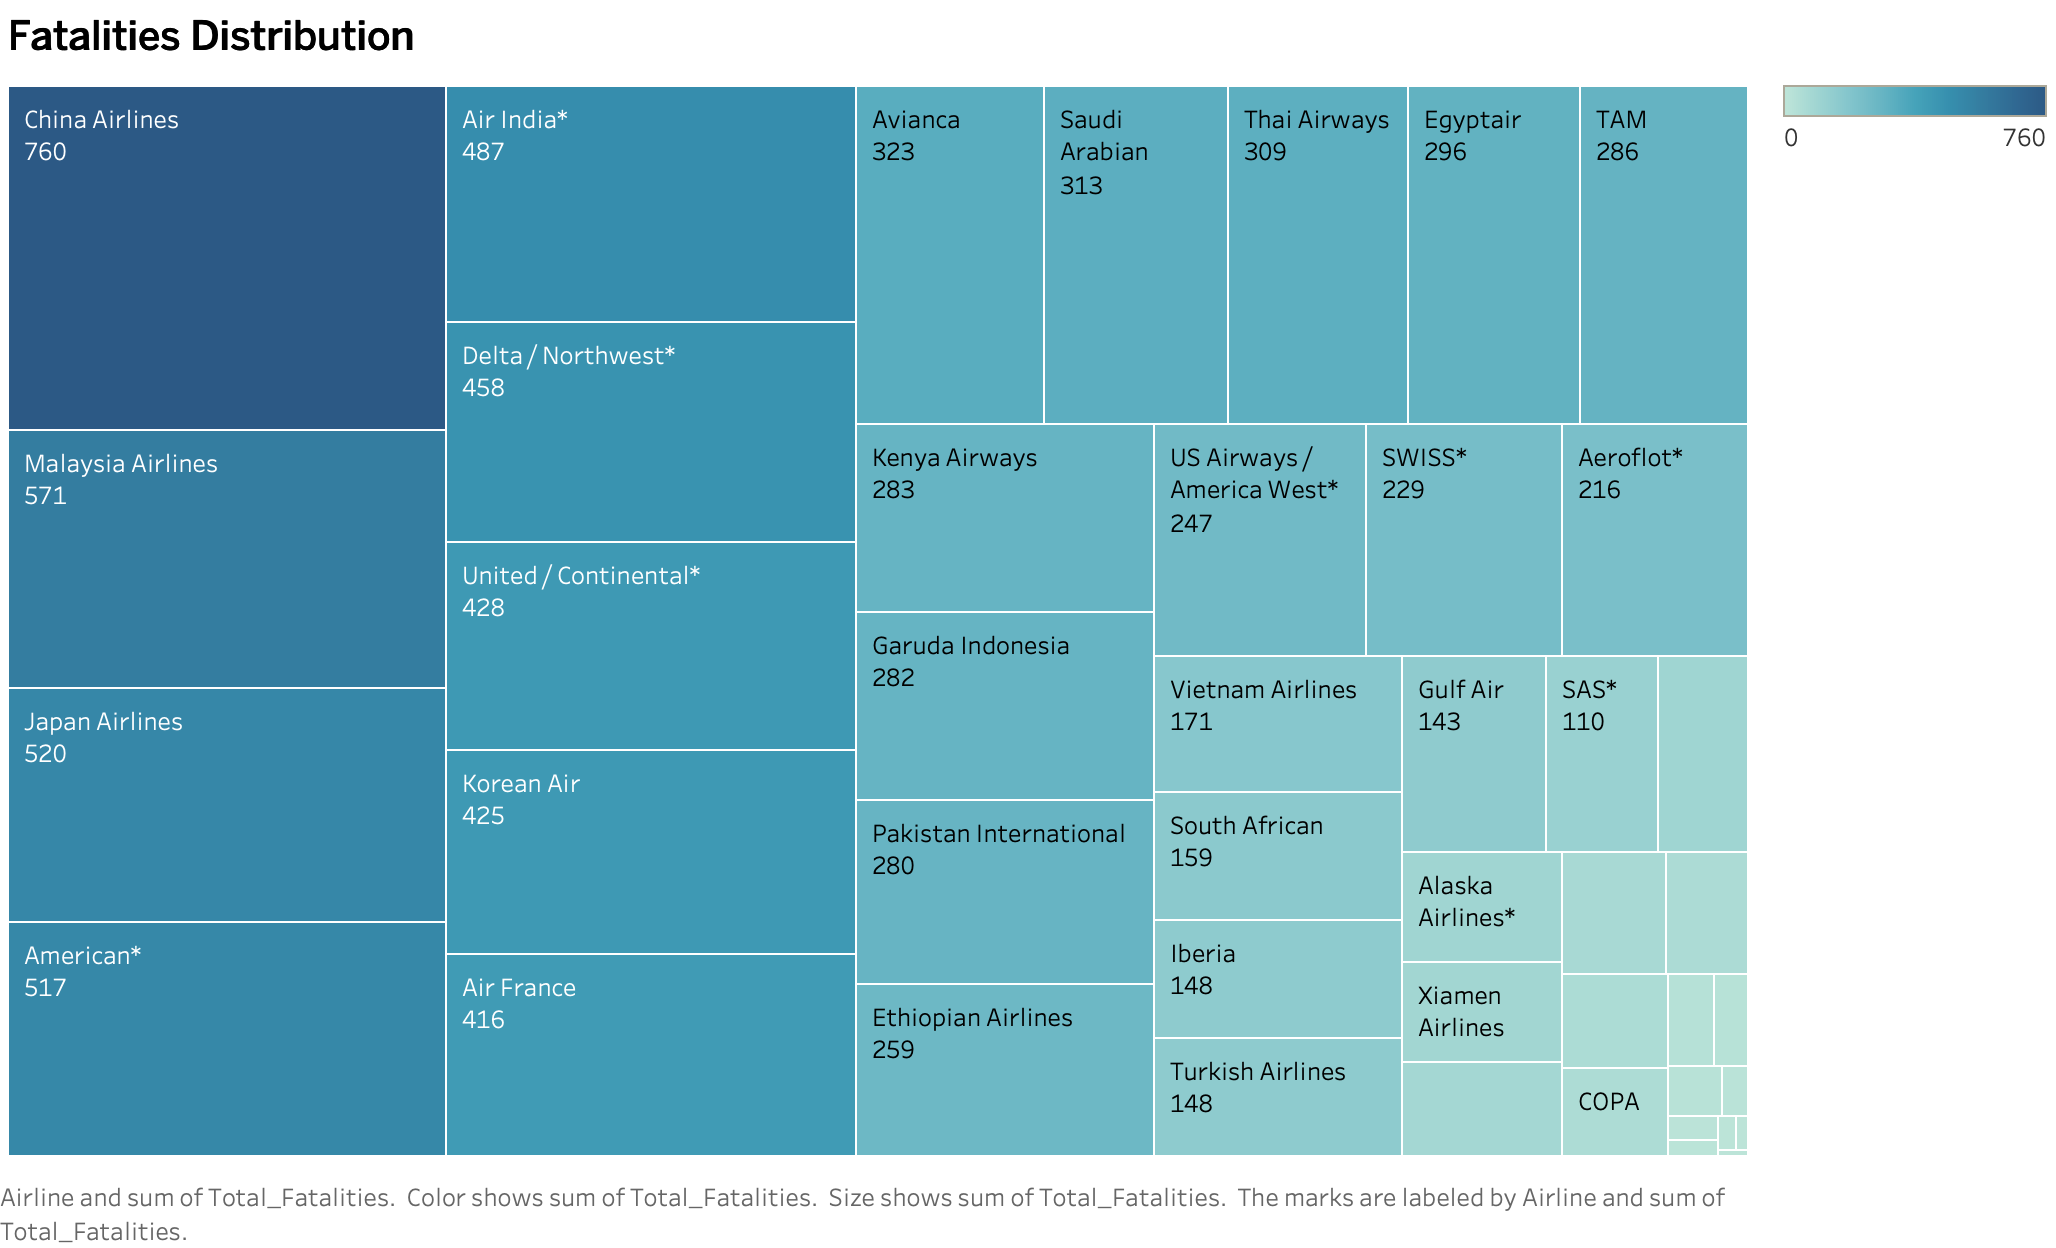 Fatalities Distribution
China Airlines
760
Malaysia Airlines
571
Japan Airlines
520
American*
517
Air India*
487
Delta / Northwest*
458
United / Continental*
428
Korean Air
425
Air France
416
Avianca
323
Saudi
Arabian
313
Thai Airways
309
Egyptair
296
TAM
286
Kenya Airways
283
Garuda Indonesia
282
Pakistan International
280
Ethiopian Airlines
259
US Airways /
America West*
247
SWISS*
229
Aeroflot*
216
Vietnam Airlines
171
South African
159
Iberia
148
Turkish Airlines
148
Gulf Air
143
SAS*
110
Alaska
Airlines*
Xiamen
Airlines
COPA
0
760
Airline and sum of Total_Fatalities.  Color shows sum of Total_Fatalities.  Size shows sum of Total_Fatalities.  The marks are labeled by Airline and sum of
Total_Fatalities.